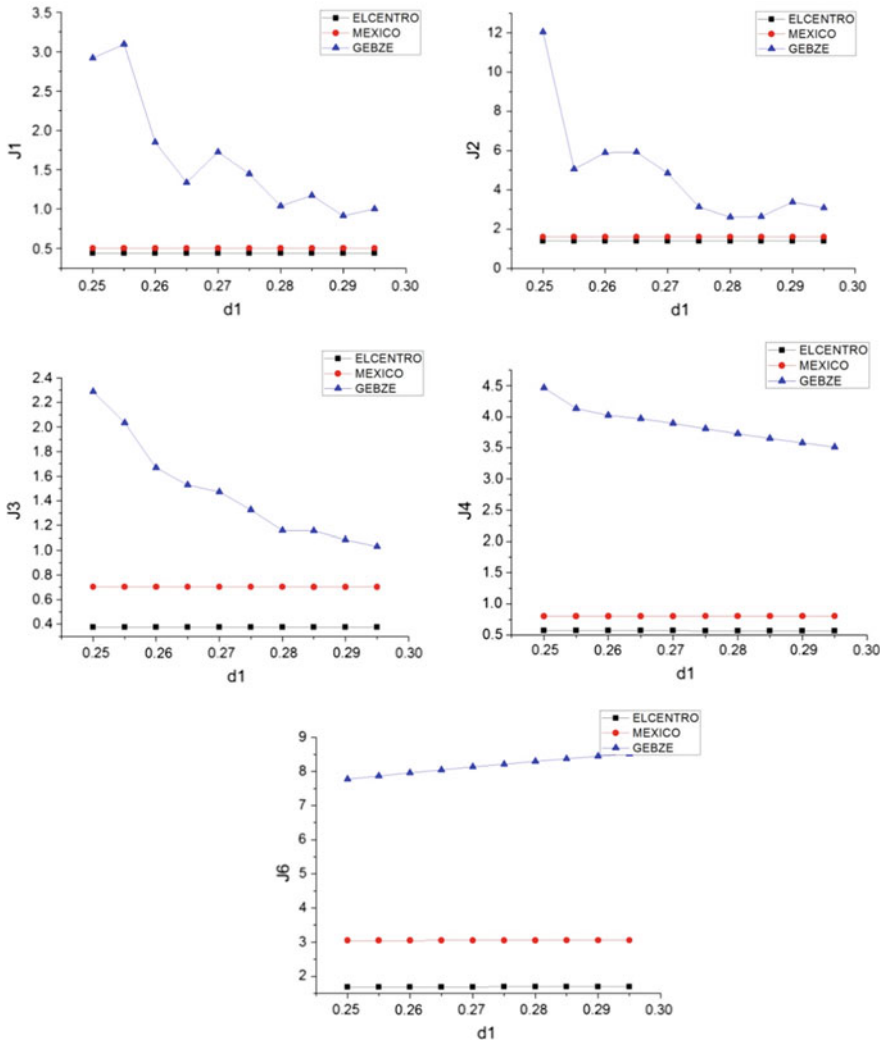 3.5
3.0
2.5
2.0
1.5
1.0
0.5
J1
0.25
0.26
0.27
0.28
0.29
0.30
d1
ELCENTRO
MEXICO
GEBZE
12
10
8
6
4
2
0
J2
0.25
0.26
0.27
0.28
0.29
0.30
d1
ELCENTRO
MEXICO
GEBZE
2.4
2.2
2.0
1.8
1.6
1.4
1.2
1.0
0.8
0.6
0.4
J3
0.25
0.26
0.27
0.28
0.29
0.30
d1
ELCENTRO
MEXICO
GEBZE
4.5
4.0
3.5
3.0
2.5
2.0
1.5
1.0
0.5
J4
0.25
0.26
0.27
0.28
0.29
0.30
d1
ELCENTRO
MEXICO
GEBZE
9
8
7
6
5
4
3
2
J6
0.25
0.26
0.27
0.28
0.29
0.30
d1
ELCENTRO
MEXICO
GEBZE